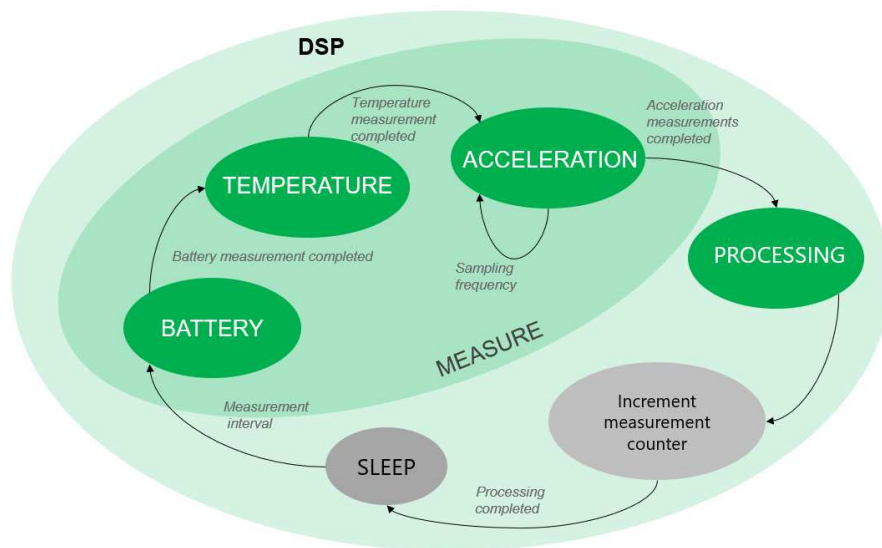 DSP
Temperature
measurement
completed
Acceleration
measurements
completed
ACCELERATION
TEMPERATURE
Battery measurement completed
Sampling
frequency
PROCESSING
BATTERY
MEASURE
Measurement
interval
Increment
measurement
counter
SLEEP
Processing
completed